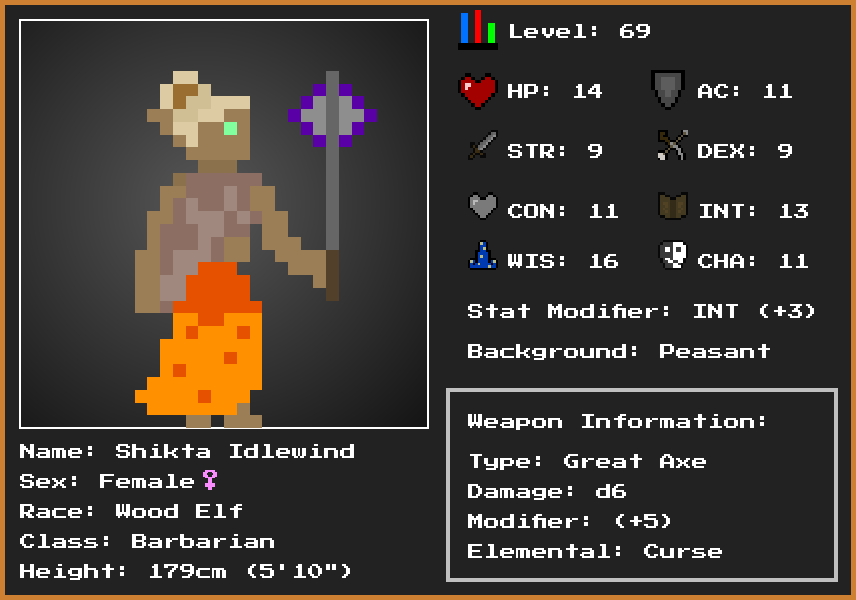 Level: 69
HP: 14
AC: 11
STR: 9
DEX: 9
CON: 11
INT: 13
WIS: 16
CHA: 11
Stat Modifier: INT (+3)
Background: Peasant
Weapon Information:
Type: Great Axe
Damage: d6
Modifier: (+5)
Elemental: Curse
Name: Shikta Idlewind
Sex: Female♀
Race: Wood Elf
Class: Barbarian
Height: 179cm (5'10")